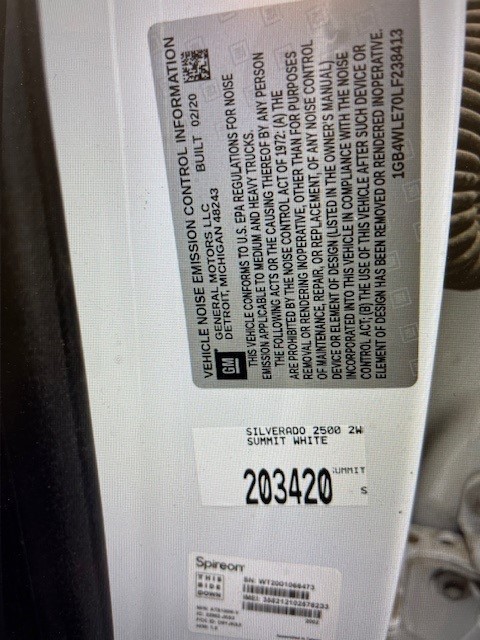 VEHICLE NOISE EMISSION CONTROL INFORMATION
BUILT 02/20
GM
GENERAL MOTORS LLC
DETROIT, MICHIGAN 48243
THIS VEHICLE CONFORMS TO U.S. EPA REGULATIONS FOR NOISE
EMISSION APPLICABLE TO MEDIUM AND HEAVY TRUCKS.
THE FOLLOWING ACTS OR THE CAUSING THEREOF BY ANY PERSON
ARE PROHIBITED BY THE NOISE CONTROL ACT OF 1972: (A) THE
REMOVAL OR RENDERING INOPERATIVE, OTHER THAN FOR PURPOSES
OF MAINTENANCE, REPAIR, OR REPLACEMENT, OF ANY NOISE CONTROL
DEVICE OR ELEMENT OF DESIGN (LISTED IN THE OWNER'S MANUAL)
INCORPORATED INTO THIS VEHICLE IN COMPLIANCE WITH THE NOISE
CONTROL ACT; (B) THE USE OF THIS VEHICLE AFTER SUCH DEVICE OR
ELEMENT OF DESIGN HAS BEEN REMOVED OR RENDERED INOPERATIVE.
1GB4WLE70LF238413
SILVERADO 2500 2W
SUMMIT WHITE
203420
SUMMIT
S
Spireon
THIS
SIDE
DOWN